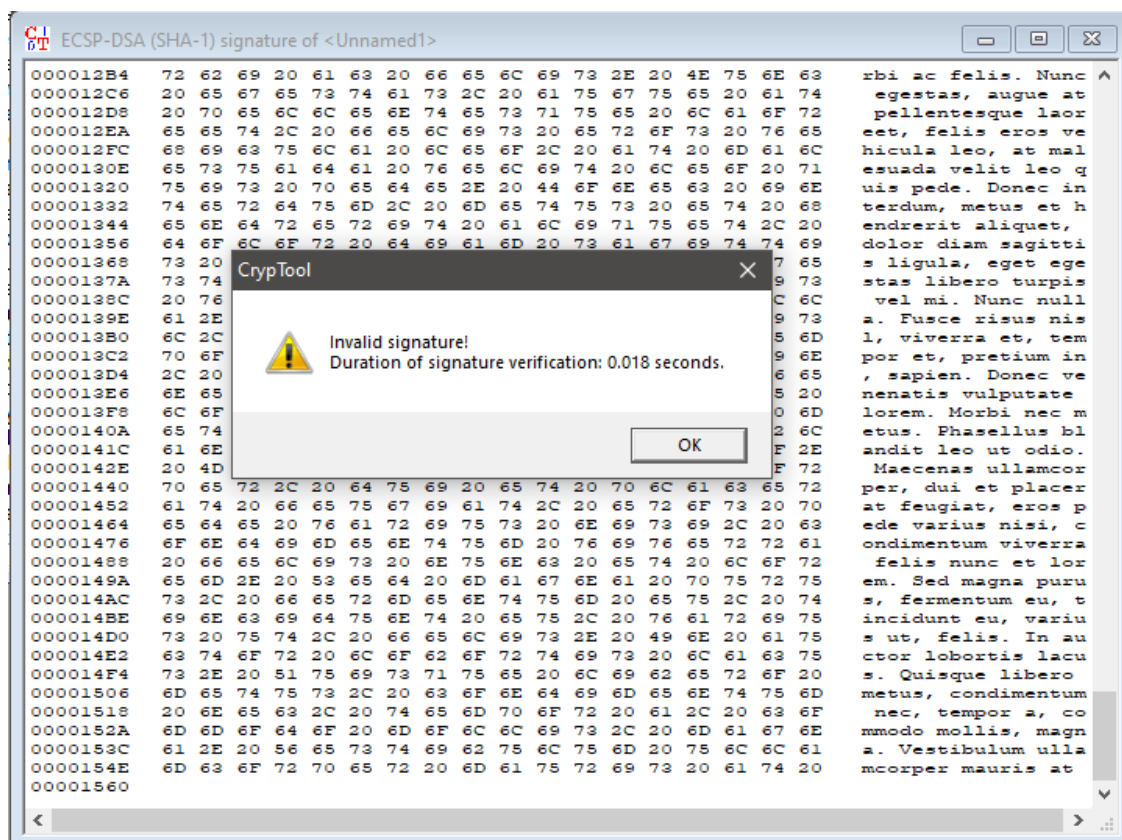 ECSP-DSA (SHA-1) signature of <Unnamed1>
000012B4 72 62 69 20 61 63 20 66 65 6C 69 73 2E 20 4E 75 6E 63 rbi ac felis. Nunc
000012C6 20 65 67 65 73 74 61 73 2C 20 61 75 67 75 65 20 61 74 egestas, augue at
000012D8 20 70 65 6C 6C 65 6E 74 65 73 71 75 65 20 6C 61 6F 72 pellentesque laor
000012EA 65 65 74 2C 20 66 65 6C 69 73 20 65 72 6F 73 20 76 65 eet, felis eros ve
000012FC 68 69 63 75 6C 61 20 6C 65 6F 2C 20 61 74 20 6D 61 6C hicula leo, at mal
0000130E 65 73 75 61 64 61 20 76 65 6C 69 74 20 6C 65 6F 20 71 esuada velit leo q
00001320 75 69 73 20 70 65 64 65 2E 20 44 6F 6E 65 63 20 69 6E uis pede. Donec in
00001332 74 65 72 64 75 6D 2C 20 6D 65 74 75 73 20 65 74 20 68 terdum, metus et h
00001344 65 6E 64 72 65 72 69 74 20 61 6C 69 71 75 65 74 2C 20 endrerit aliquet,
00001356 64 6F 6C 6F 72 20 64 69 61 6D 20 73 61 67 69 74 74 69 dolor diam sagitti
00001368 73 20 7 65 s ligula, eget ege
0000137A 73 74 9 73 stas libero turpis
0000138C 20 76 C 6C vel mi. Nunc null
0000139E 61 2E 9 73 a. Fusce risus nis
000013B0 6C 2C 5 6D l, viverra et, tem
000013C2 70 6F 9 6E por et, pretium in
000013D4 2C 20 6 65 , sapien. Donec ve
000013E6 6E 65 5 20 nenatis vulputate
000013F8 6C 6F 0 6D lorem. Morbi nec m
0000140A 65 74 2 6C etus. Phasellus bl
0000141C 61 6E F 2E andit leo ut odio.
0000142E 20 4D F 72 Maecenas ullamcor
CrypTool
Invalid signature!
Duration of signature verification: 0.018 seconds.
OK
00001440 70 65 72 2C 20 64 75 69 20 65 74 20 70 6C 61 63 65 72 per, dui et placer
00001452 61 74 20 66 65 75 67 69 61 74 2C 20 65 72 6F 73 20 70 at feugiat, eros p
00001464 65 64 65 20 76 61 72 69 75 73 20 6E 69 73 69 2C 20 63 ede varius nisi, c
00001476 6F 6E 64 69 6D 65 6E 74 75 6D 20 76 69 76 65 72 72 61 ondimentum viverra
00001488 20 66 65 6C 69 73 20 6E 75 6E 63 20 65 74 20 6C 6F 72 felis nunc et lor
0000149A 65 6D 2E 20 53 65 64 20 6D 61 67 6E 61 20 70 75 72 75 em. Sed magna puru
000014AC 73 2C 20 66 65 72 6D 65 6E 74 75 6D 20 65 75 2C 20 74 s, fermentum eu, t
000014BE 69 6E 63 69 64 75 6E 74 20 65 75 2C 20 76 61 72 69 75 incidunt eu, variu
000014D0 73 20 75 74 2C 20 66 65 6C 69 73 2E 20 49 6E 20 61 75 s ut, felis. In au
000014E2 63 74 6F 72 20 6C 6F 62 6F 72 74 69 73 20 6C 61 63 75 ctor lobortis lacu
000014F4 73 2E 20 51 75 69 73 71 75 65 20 6C 69 62 65 72 6F 20 s. Quisque libero
00001506 6D 65 74 75 73 2C 20 63 6F 6E 64 69 6D 65 6E 74 75 6D metus, condimentum
00001518 20 6E 65 63 2C 20 74 65 6D 70 6F 72 20 61 2C 20 63 6F nec, tempor a, co
0000152A 6D 6D 6F 64 6F 20 6D 6F 6C 6C 69 73 2C 20 6D 61 67 6E mmodo mollis, magn
0000153C 61 2E 20 56 65 73 74 69 62 75 6C 75 6D 20 75 6C 6C 61 a. Vestibulum ulla
0000154E 6D 63 6F 72 70 65 72 20 6D 61 75 72 69 73 20 61 74 20 mcorper mauris at
00001560